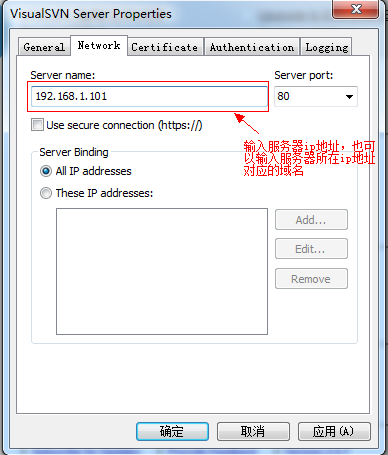 VisualSVN Server Properties
General Network Certificate Authentication Logging
Server name: Server port:
192.168.1.101 80
Use secure connection (https://)
输入服务器ip地址，也可
以输入服务器所在ip地址
对应的域名
Server Binding
All IP addresses
These IP addresses:
Add...
Edit...
Remove
确定 取消 应用(A)